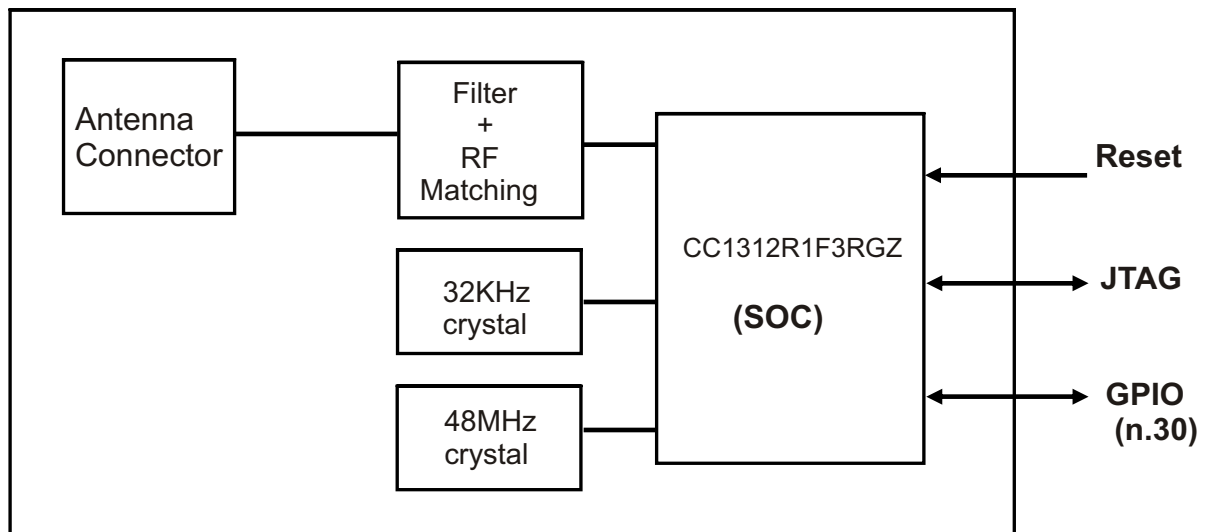 Antenna
Connector
Filter
+
RF
Matching
32KHz
crystal
48MHz
crystal
CC1312R1F3RGZ
(SOC)
Reset
JTAG
GPIO
(n.30)